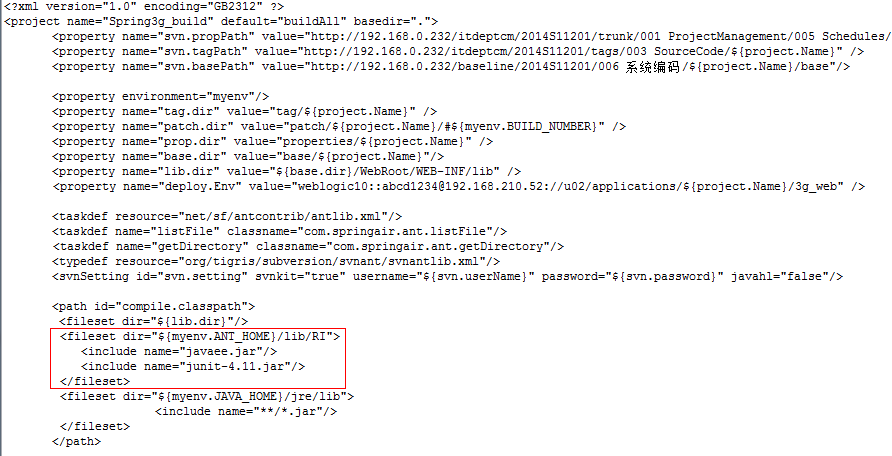 <?xml version="1.0" encoding="GB2312" ?>
<project name="Spring3g_build" default="buildAll" basedir=".">
<property name="svn.propPath" value="http://192.168.0.232/itdeptcm/2014S11201/trunk/001 ProjectManagement/005 Schedules/
<property name="svn.tagPath" value="http://192.168.0.232/itdeptcm/2014S11201/tags/003 SourceCode/${project.Name}" />
<property name="svn.basePath" value="http://192.168.0.232/baseline/2014S11201/006 系统编码/${project.Name}/base"/>
<property environment="myenv"/>
<property name="tag.dir" value="tag/${project.Name}" />
<property name="patch.dir" value="patch/${project.Name}/#${myenv.BUILD_NUMBER}" />
<property name="prop.dir" value="properties/${project.Name}" />
<property name="base.dir" value="base/${project.Name}"/>
<property name="lib.dir" value="${base.dir}/WebRoot/WEB-INF/lib" />
<property name="deploy.Env" value="weblogic10::abcd1234@192.168.210.52://u02/applications/${project.Name}/3g_web" />
<taskdef resource="net/sf/antcontrib/antlib.xml"/>
<taskdef name="listFile" classname="com.springair.ant.listFile"/>
<taskdef name="getDirectory" classname="com.springair.ant.getDirectory"/>
<typedef resource="org/tigris/subversion/svnant/svnantlib.xml"/>
<svnSetting id="svn.setting" svnkit="true" username="${svn.userName}" password="${svn.password}" javahl="false"/>
<path id="compile.classpath">
<fileset dir="${lib.dir}"/>
<fileset dir="${myenv.ANT_HOME}/lib/RI">
<include name="javaee.jar"/>
<include name="junit-4.11.jar"/>
</fileset>
<fileset dir="${myenv.JAVA_HOME}/jre/lib">
<include name="**/*.jar"/>
</fileset>
</path>